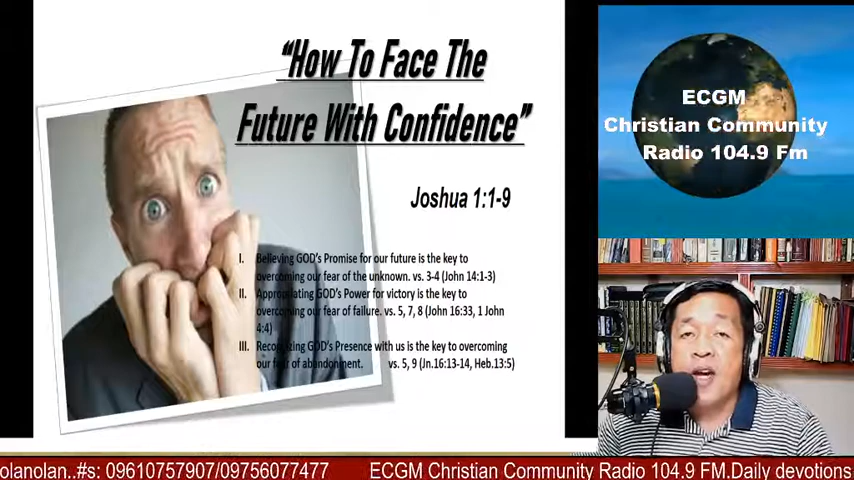 “How To Face The
Future With Confidence”
Joshua 1:1-9
I. Believing GOD's Promise for our future is the key to
overcoming our fear of the unknown. vs. 3-4 (John 14:1-3)
II. Appropriating GOD's Power for victory is the key to
overcoming our fear of failure. vs. 5, 7, 8 (John 16:33, 1 John
4:4)
III. Recognizing GOD's Presence with us is the key to overcoming
our fear of abandonment. vs. 5, 9 (Jn.16:13-14, Heb.13:5)
ECGM
Christian Community
Radio 104.9 Fm
olanolan..#s: 09610757907/09756077477 ECGM Christian Community Radio 104.9 FM.Daily devotions